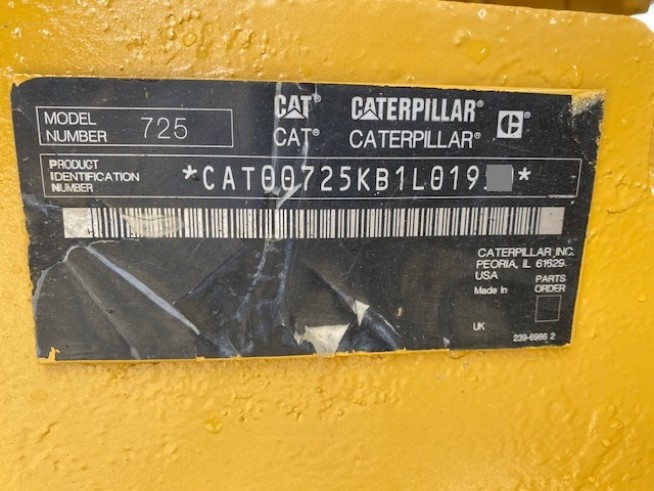 MODEL NUMBER 725
CAT® CATERPILLAR®
CAT® CATERPILLAR®
PRODUCT IDENTIFICATION NUMBER
*CAT00725KB1L019
CATERPILLAR INC.
PEORIA, IL 61629.
USA
PARTS ORDER
Made In
UK
239-6966 2